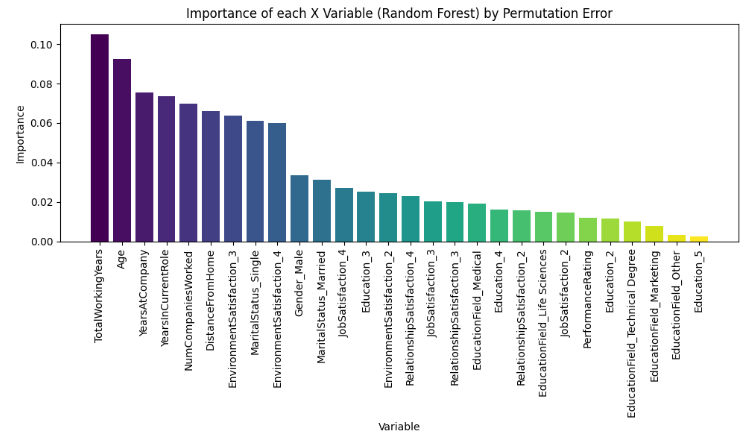 Importance of each X Variable (Random Forest) by Permutation Error
Importance
0.10
0.08
0.06
0.04
0.02
0.00
TotalWorkingYears
Age
YearsAtCompany
YearsInCurrentRole
NumCompaniesWorked
DistanceFromHome
EnvironmentSatisfaction_3
MaritalStatus_Single
EnvironmentSatisfaction_4
Gender_Male
MaritalStatus_Married
JobSatisfaction_4
Education_3
EnvironmentSatisfaction_2
RelationshipSatisfaction_4
JobSatisfaction_3
RelationshipSatisfaction_3
EducationField_Medical
Education_4
RelationshipSatisfaction_2
EducationField_Life Sciences
JobSatisfaction_2
PerformanceRating
Education_2
EducationField_Technical Degree
EducationField_Marketing
EducationField_Other
Education_5
Variable